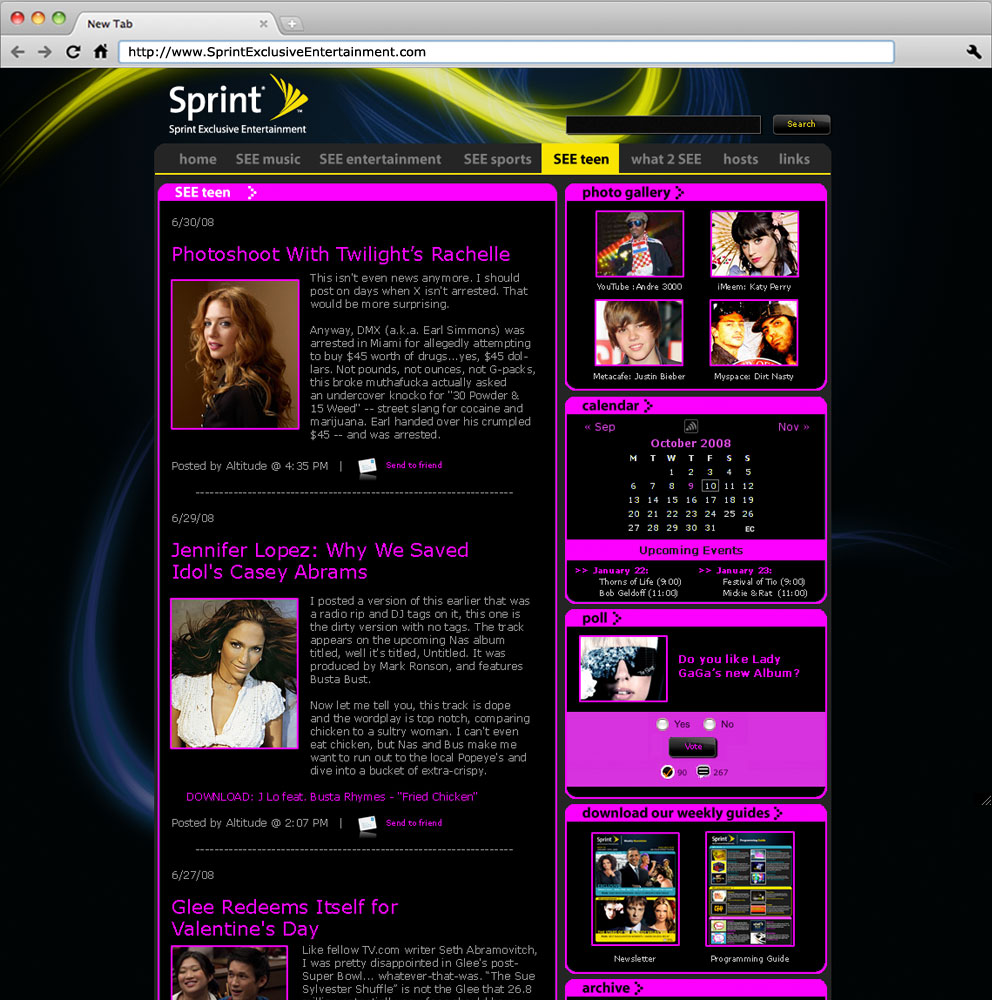 New Tab
http://www.SprintExclusiveEntertainment.com
Sprint
Sprint Exclusive Entertainment
Search
home SEE music SEE entertainment SEE sports SEE teen what 2 SEE hosts links
SEE teen
6/30/08
Photoshoot With Twilight’s Rachelle
This isn't even news anymore. I should
post on days when X isn't arrested. That
would be more surprising.
Anyway, DMX (a.k.a. Earl Simmons) was
arrested in Miami for allegedly attempting
to buy $45 worth of drugs...yes, $45 dol-
lars. Not pounds, not ounces, not G-packs,
this broke muthafucka actually asked
an undercover knocko for "30 Powder &
15 Weed" -- street slang for cocaine and
marijuana. Earl handed over his crumpled
$45 -- and was arrested.
Posted by Altitude @ 4:35 PM | Send to friend
------------------------------------------------------------------
6/29/08
Jennifer Lopez: Why We Saved
Idol's Casey Abrams
I posted a version of this earlier that was
a radio rip and DJ tags on it, this one is
the dirty version with no tags. The track
appears on the upcoming Nas album
titled, well it's titled, Untitled. It was
produced by Mark Ronson, and features
Busta Bust.
Now let me tell you, this track is dope
and the wordplay is top notch, comparing
chicken to a sultry woman. I can't even
eat chicken, but Nas and Bus make me
want to run out to the local Popeye's and
dive into a bucket of extra-crispy.
DOWNLOAD: J Lo feat. Busta Rhymes - "Fried Chicken"
Posted by Altitude @ 2:07 PM | Send to friend
------------------------------------------------------------------
6/27/08
Glee Redeems Itself for
Valentine's Day
Like fellow TV.com writer Seth Abramovitch,
I was pretty disappointed in Glee's post-
Super Bowl... whatever-that-was. “The Sue
Sylvester Shuffle” is not the Glee that 26.8
photo gallery
YouTube :Andre 3000 iMeem: Katy Perry
Metacafe: Justin Bieber Myspace: Dirt Nasty
calendar
« Sep Nov »
October 2008
M T W T F S S
1 2 3 4 5
6 7 8 9 10 11 12
13 14 15 16 17 18 19
20 21 22 23 24 25 26
27 28 29 30 31 EC
Upcoming Events
>> January 22: >> January 23:
Thorns of Life (9:00) Festival of Tio (9:00)
Bob Geldoff (11:00) Mickie & Rat (11:00)
poll
Do you like Lady
GaGa’s new Album?
Yes No
Vote
90 267
download our weekly guides
Sprint Sprint
Newsletter Programming Guide
archive